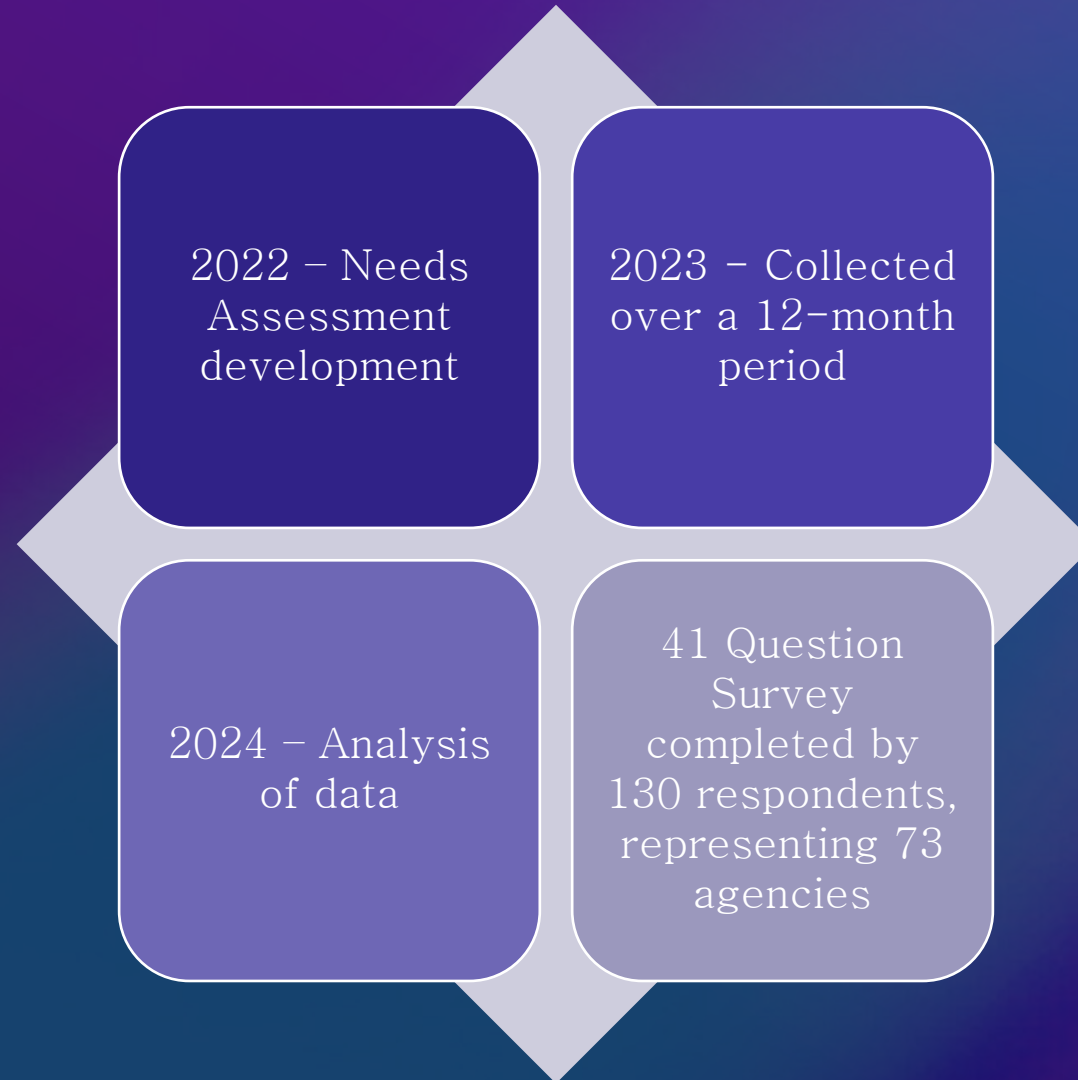 2022 – Needs
Assessment
development
2023 - Collected
over a 12-month
period
2024 – Analysis
of data
41 Question
Survey
completed by
130 respondents,
representing 73
agencies